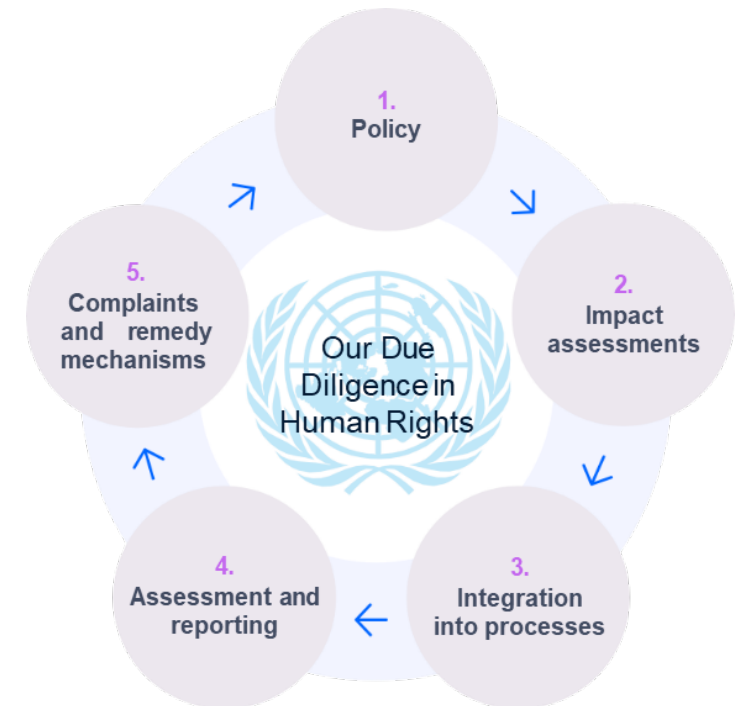 1.
Policy
2.
Impact
assessments
3.
Integration
into processes
4.
Assessment and
reporting
5.
Complaints
and remedy
mechanisms
Our Due
Diligence in
Human Rights